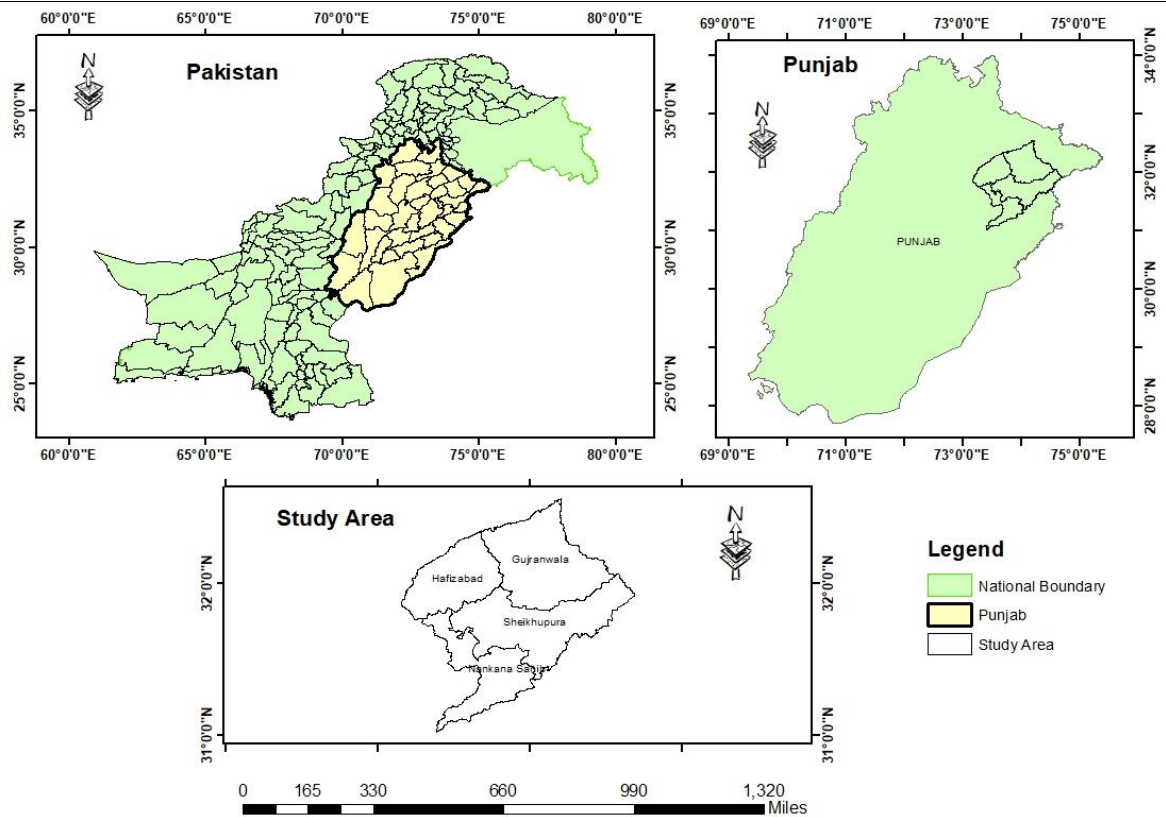 60°0'0"E 65°0'0"E 70°0'0"E 75°0'0"E 80°0'0"E
N
Pakistan
35°0'0"N
30°0'0"N
25°0'0"N
35°0'0"N
30°0'0"N
25°0'0"N
60°0'0"E 65°0'0"E 70°0'0"E 75°0'0"E 80°0'0"E
69°0'0"E 71°0'0"E 73°0'0"E 75°0'0"E
Punjab
N
PUNJAB
34°0'0"N
32°0'0"N
30°0'0"N
28°0'0"N
69°0'0"E 71°0'0"E 73°0'0"E 75°0'0"E
Study Area
N
Gujranwala
Hafizabad
Sheikhupura
Nankana Sahib
32°0'0"N
31°0'0"N
32°0'0"N
31°0'0"N
Legend
National Boundary
Punjab
Study Area
0 165 330 660 990 1,320
Miles